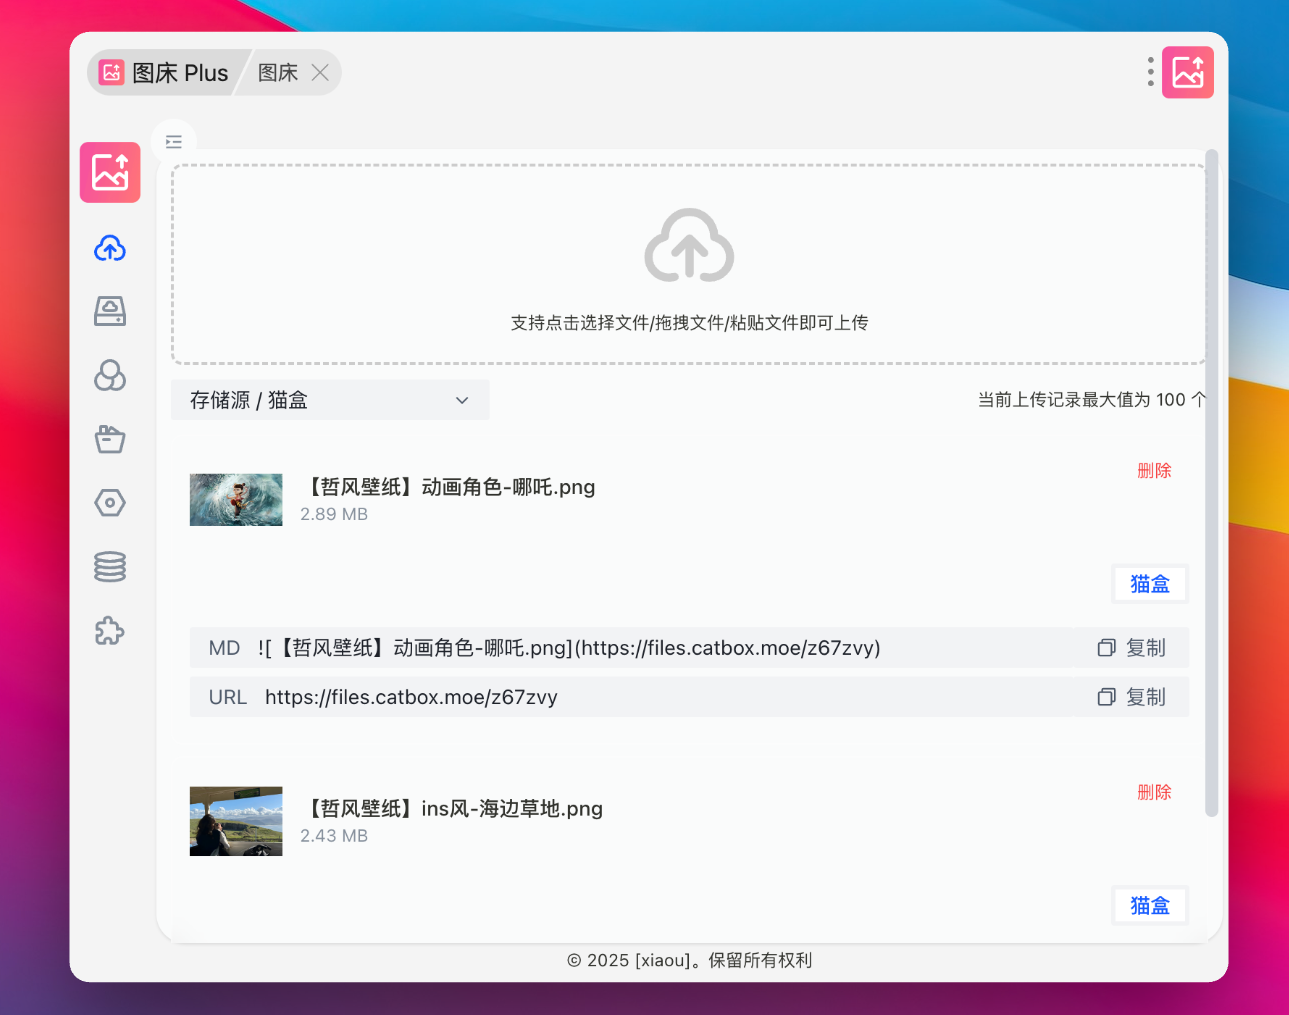 图床 Plus
图床
支持点击选择文件/拖拽文件/粘贴文件即可上传
存储源 / 猫盒
当前上传记录最大值为 100 个
【哲风壁纸】动画角色-哪吒.png
删除
2.89 MB
猫盒
MD ![【哲风壁纸】动画角色-哪吒.png](https://files.catbox.moe/z67zvy) 复制
URL https://files.catbox.moe/z67zvy 复制
【哲风壁纸】ins风-海边草地.png
删除
2.43 MB
猫盒
© 2025 [xiaou]。保留所有权利